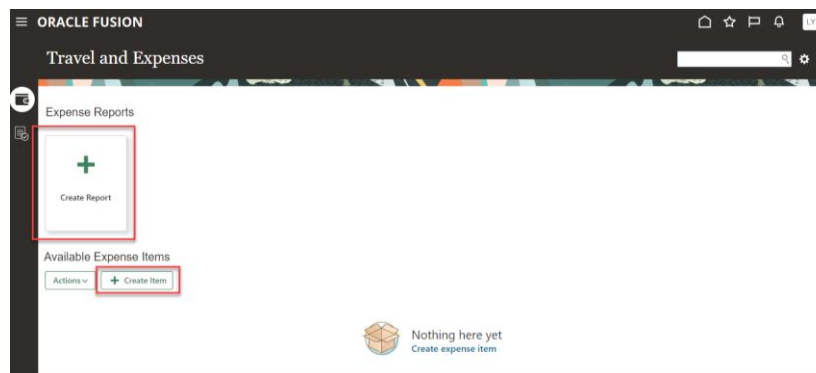 ORACLE FUSION
LY
Travel and Expenses
Expense Reports
Create Report
Available Expense Items
Actions
Create Item
Nothing here yet
Create expense item